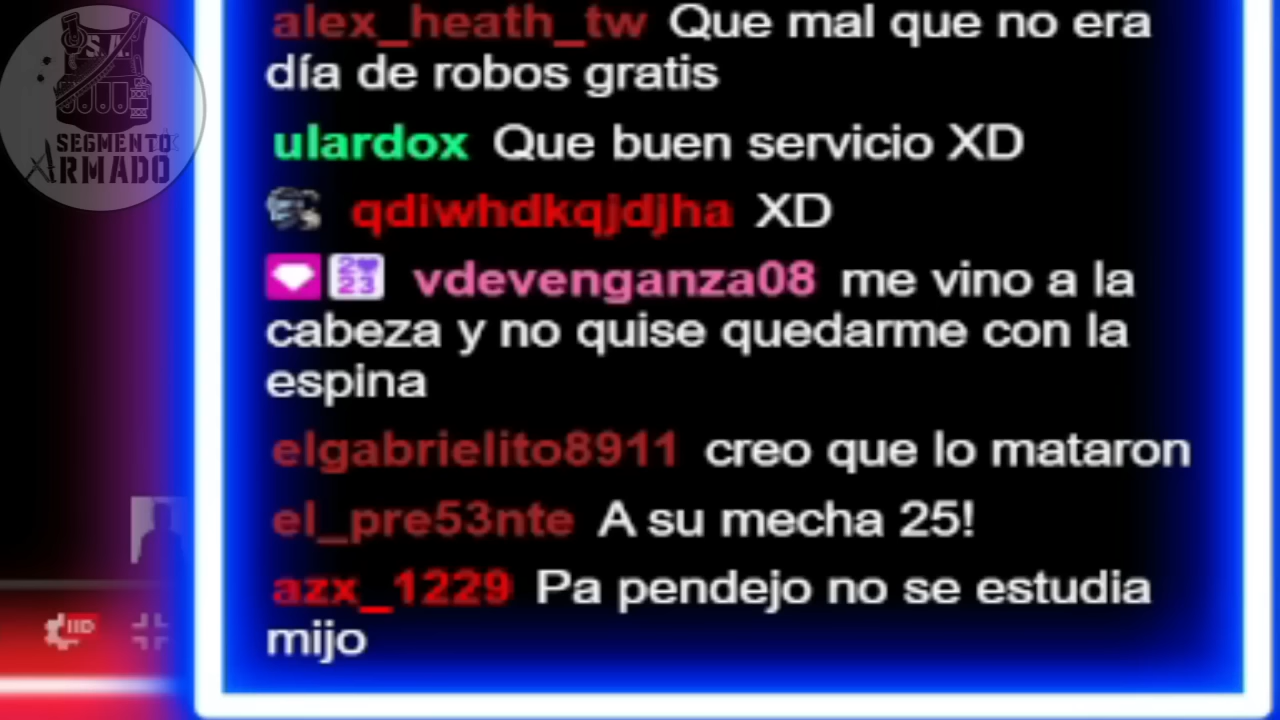 alex_heath_tw Que mal que no era
día de robos gratis
ulardox Que buen servicio XD
qdiwhdkqjdjha XD
vdevenganza08 me vino a la
cabeza y no quise quedarme con la
espina
elgabrielito8911 creo que lo mataron
el_pre53nte A su mecha 25!
azx_1229 Pa pendejo no se estudia
mijo
S.A.
SEGMENTO
ARMADO
HD
2023